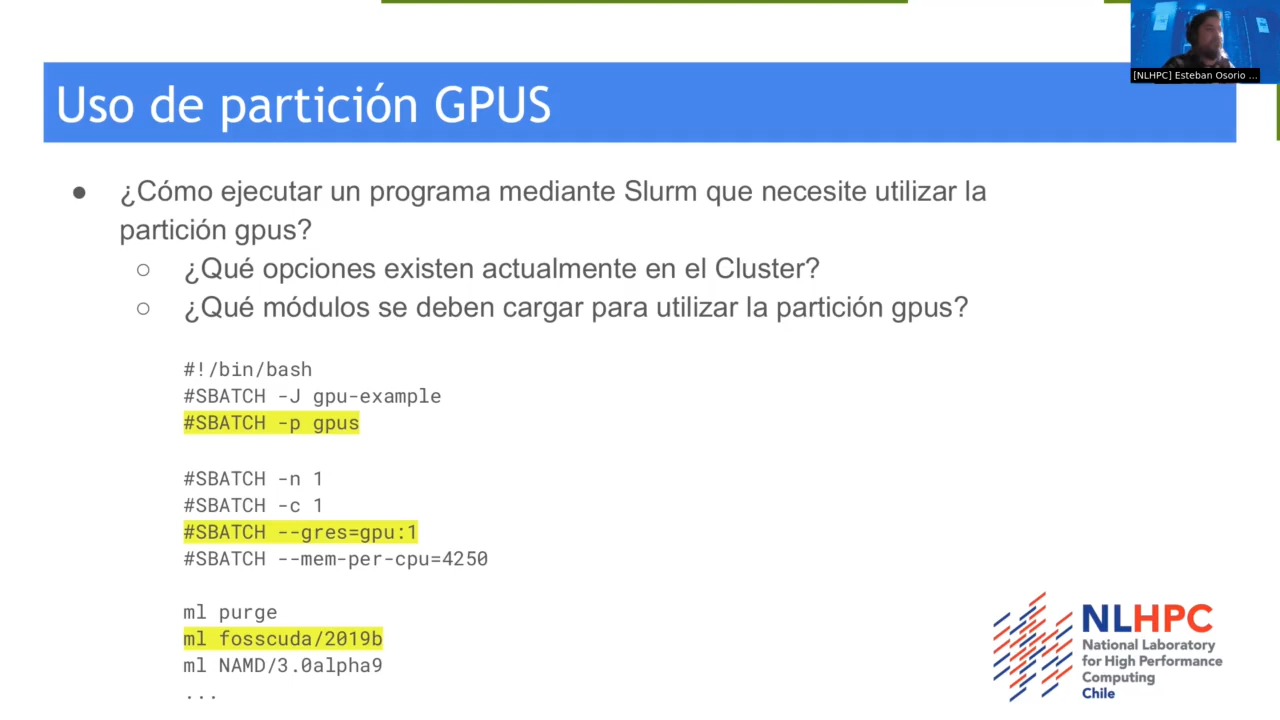 [NLHPC] Esteban Osorio ...
Uso de partición GPUS
● ¿Cómo ejecutar un programa mediante Slurm que necesite utilizar la
partición gpus?
○ ¿Qué opciones existen actualmente en el Cluster?
○ ¿Qué módulos se deben cargar para utilizar la partición gpus?
#!/bin/bash
#SBATCH -J gpu-example
#SBATCH -p gpus
#SBATCH -n 1
#SBATCH -c 1
#SBATCH --gres=gpu:1
#SBATCH --mem-per-cpu=4250
ml purge
ml fosscuda/2019b
ml NAMD/3.0alpha9
...
NLHPC
National Laboratory
for High Performance
Computing
Chile